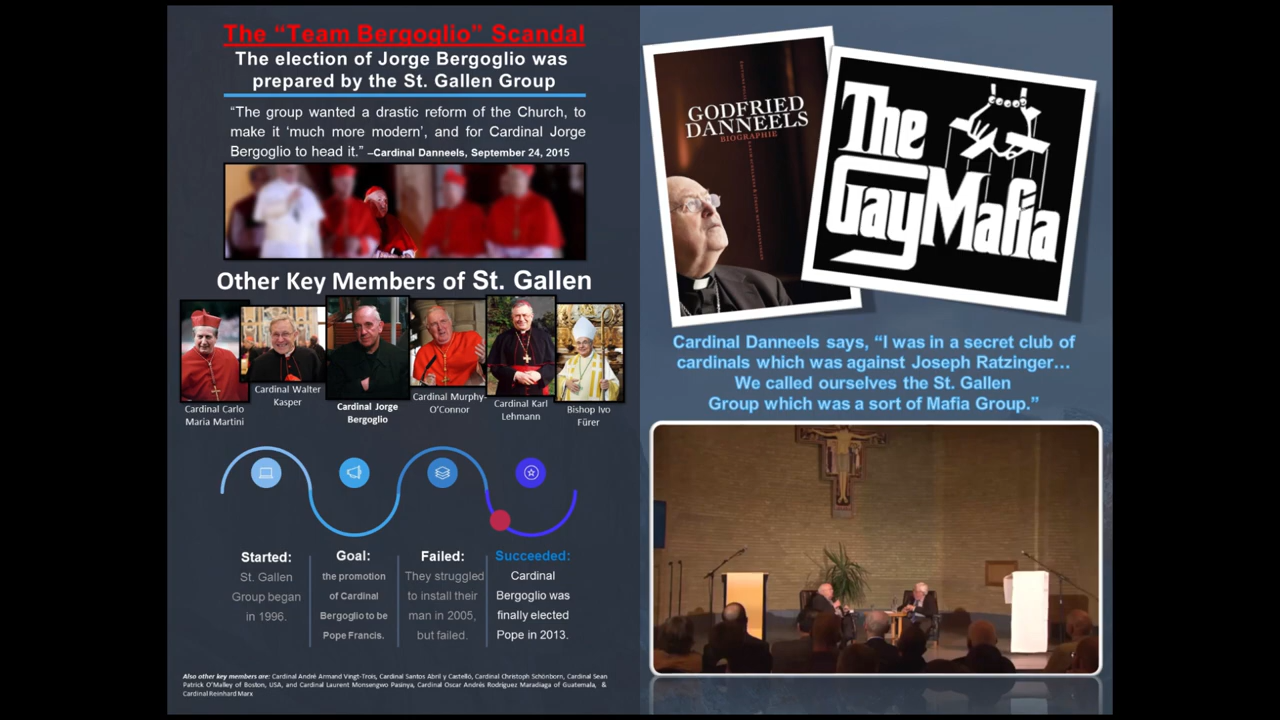 The “Team Bergoglio” Scandal
The election of Jorge Bergoglio was
prepared by the St. Gallen Group
“The group wanted a drastic reform of the Church, to
make it ‘much more modern’, and for Cardinal Jorge
Bergoglio to head it.” –Cardinal Danneels, September 24, 2015
Other Key Members of St. Gallen
Cardinal Carlo
Maria Martini
Cardinal Walter
Kasper
Cardinal Jorge
Bergoglio
Cardinal Murphy-
O’Connor
Cardinal Karl
Lehmann
Bishop Ivo
Fürer
Started:
St. Gallen
Group began
in 1996.
Goal:
the promotion
of Cardinal
Bergoglio to be
Pope Francis.
Failed:
They struggled
to install their
man in 2005,
but failed.
Succeeded:
Cardinal
Bergoglio was
finally elected
Pope in 2013.
Also other key members are: Cardinal André Armand Vingt-Trois, Cardinal Santos Abril y Castelló, Cardinal Christoph Schönborn, Cardinal Sean
Patrick O’Malley of Boston, USA, and Cardinal Laurent Monsengwo Pasinya, Cardinal Oscar Andrés Rodríguez Maradiaga of Guatemala, &
Cardinal Reinhard Marx
GODFRIED
DANNEELS
BIOGRAPHIE
The
Gay Mafia
Cardinal Danneels says, “I was in a secret club of
cardinals which was against Joseph Ratzinger…
We called ourselves the St. Gallen
Group which was a sort of Mafia Group.”